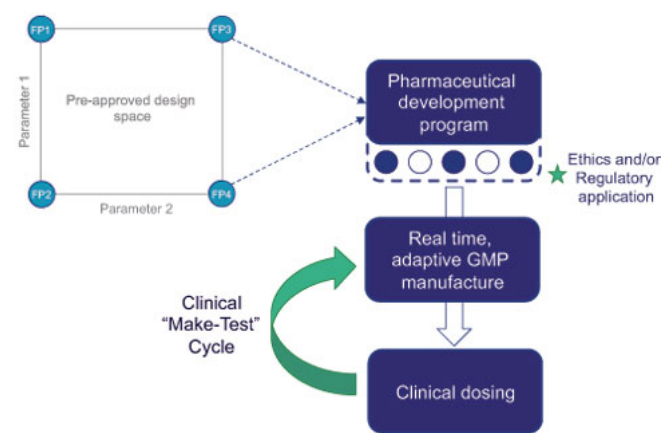 FP1
FP3
Parameter 1
Pre-approved design
space
FP2
FP4
Parameter 2
Pharmaceutical
development
program
Ethics and/or
Regulatory
application
Real time,
adaptive GMP
manufacture
Clinical
“Make-Test”
Cycle
Clinical dosing